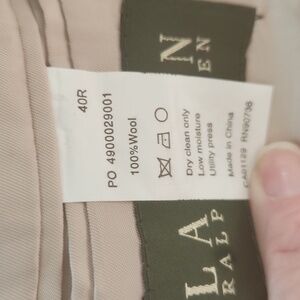 40R
PO 4900029001
100%Wool
Dry clean only
Low moisture
Utility press
Made in China
CA01129 RN90738
LA
RALP
N
EN